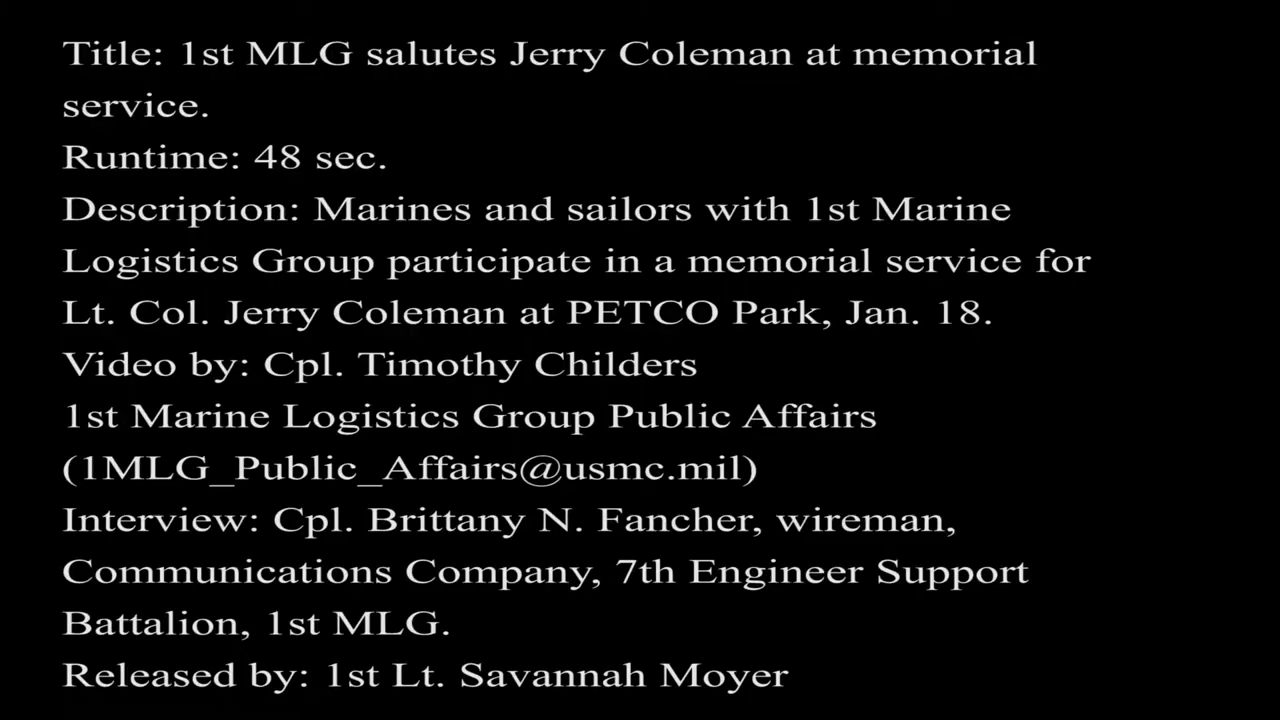 Title: 1st MLG salutes Jerry Coleman at memorial
service.
Runtime: 48 sec.
Description: Marines and sailors with 1st Marine
Logistics Group participate in a memorial service for
Lt. Col. Jerry Coleman at PETCO Park, Jan. 18.
Video by: Cpl. Timothy Childers
1st Marine Logistics Group Public Affairs
(1MLG_Public_Affairs@usmc.mil)
Interview: Cpl. Brittany N. Fancher, wireman,
Communications Company, 7th Engineer Support
Battalion, 1st MLG.
Released by: 1st Lt. Savannah Moyer